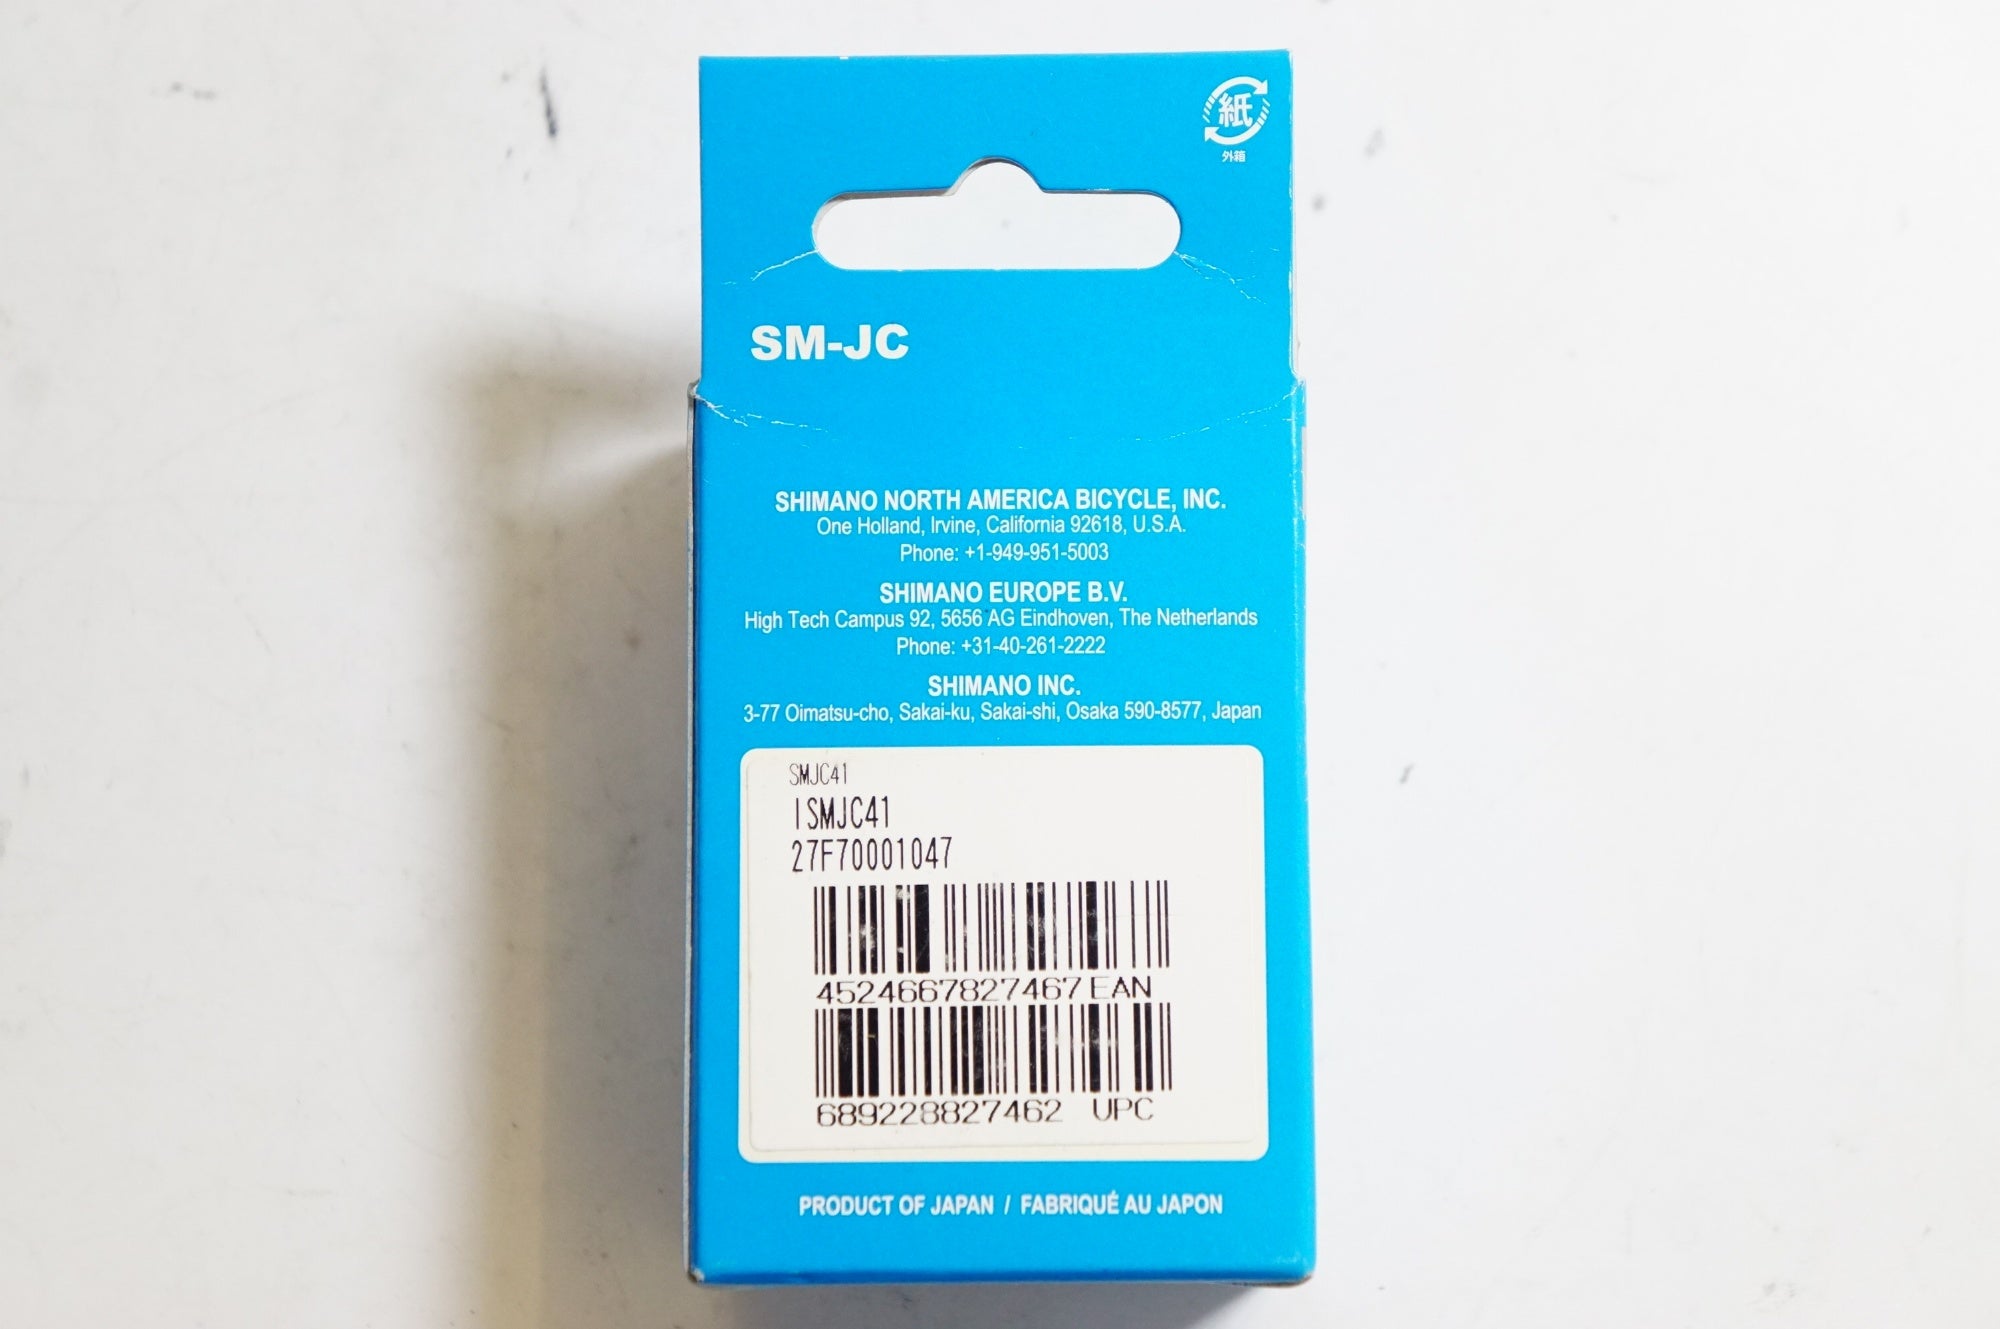 紙
外箱
SM-JC
SHIMANO NORTH AMERICA BICYCLE, INC.
One Holland, Irvine, California 92618, U.S.A.
Phone: +1-949-951-5003
SHIMANO EUROPE B.V.
High Tech Campus 92, 5656 AG Eindhoven, The Netherlands
Phone: +31-40-261-2222
SHIMANO INC.
3-77 Oimatsu-cho, Sakai-ku, Sakai-shi, Osaka 590-8577, Japan
SMJC41
ISMJC41
27F70001047
4524667827467 EAN
689228827462 UPC
PRODUCT OF JAPAN / FABRIQUÉ AU JAPON